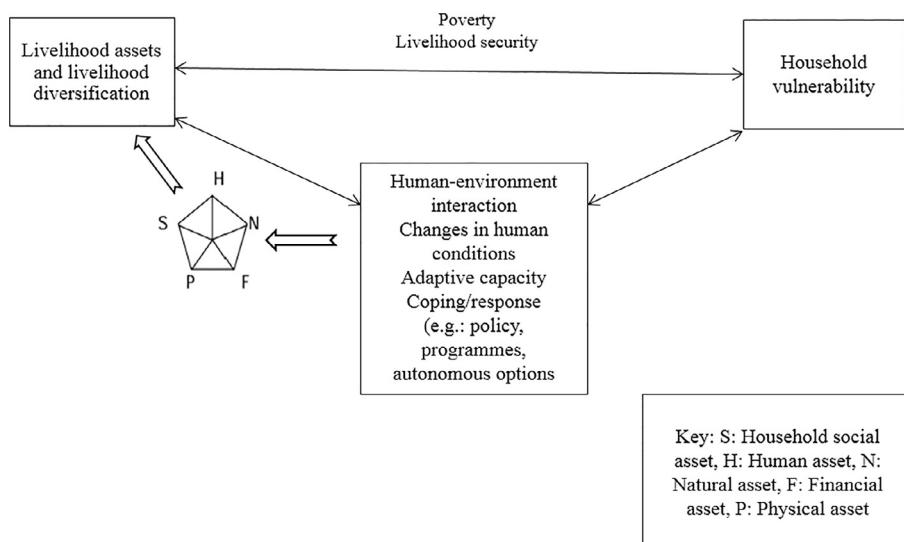 Poverty
Livelihood security
Livelihood assets
and livelihood
diversification
Household
vulnerability
H
S
N
P
F
Human-environment
interaction
Changes in human
conditions
Adaptive capacity
Coping/response
(e.g.: policy,
programmes,
autonomous options
Key: S: Household social
asset, H: Human asset, N:
Natural asset, F: Financial
asset, P: Physical asset